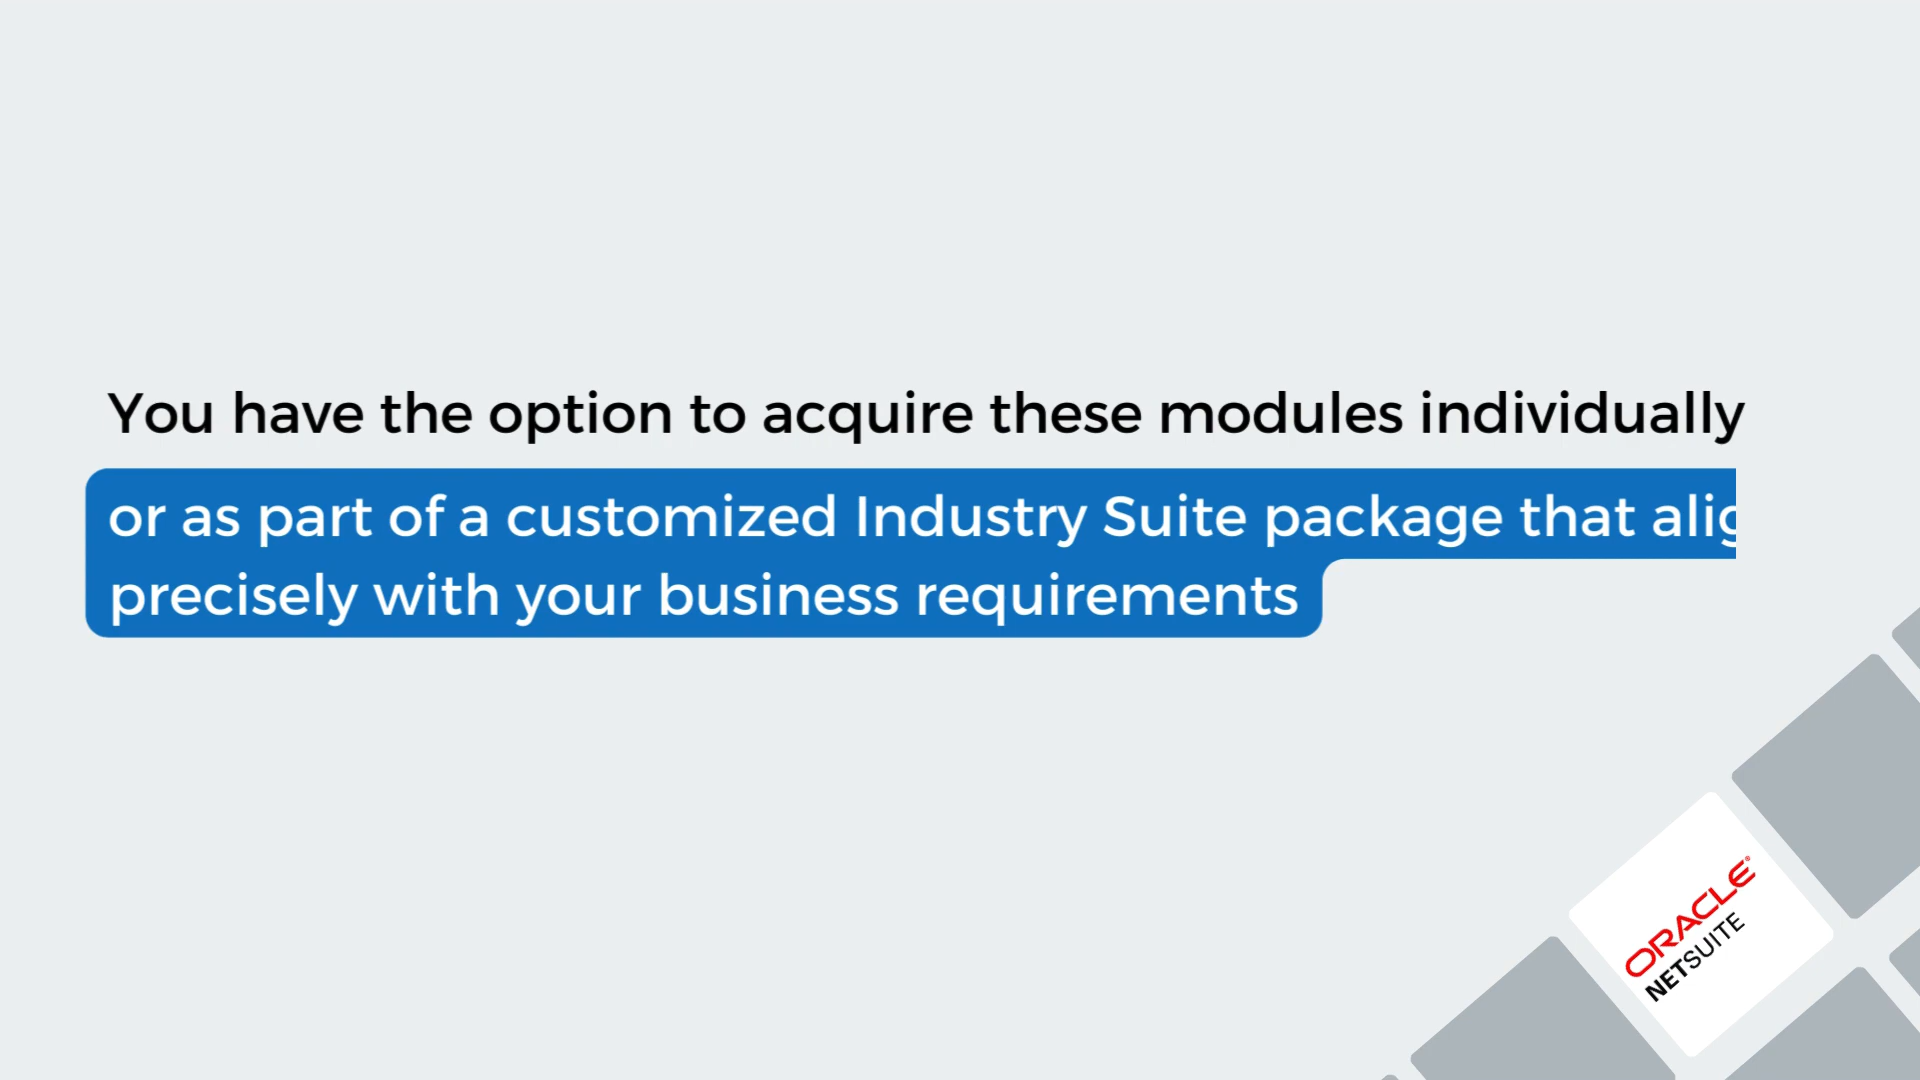 You have the option to acquire these modules individually
or as part of a customized Industry Suite package that
precisely with your business requirements
ORACLE®
NETSUITE